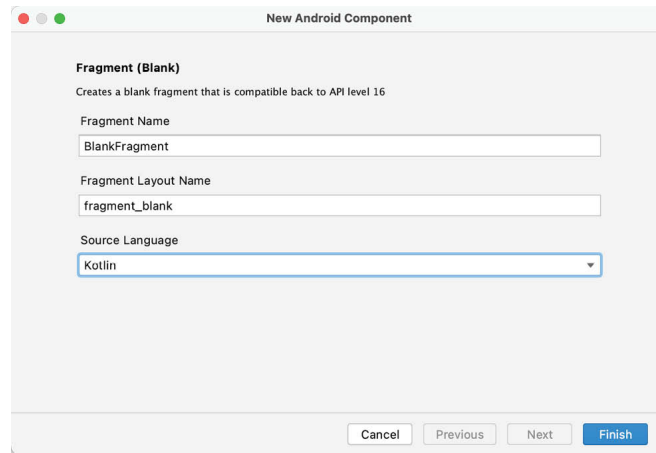 New Android Component
Fragment (Blank)
Creates a blank fragment that is compatible back to API level 16
Fragment Name
BlankFragment
Fragment Layout Name
fragment_blank
Source Language
Kotlin
Cancel Previous Next Finish